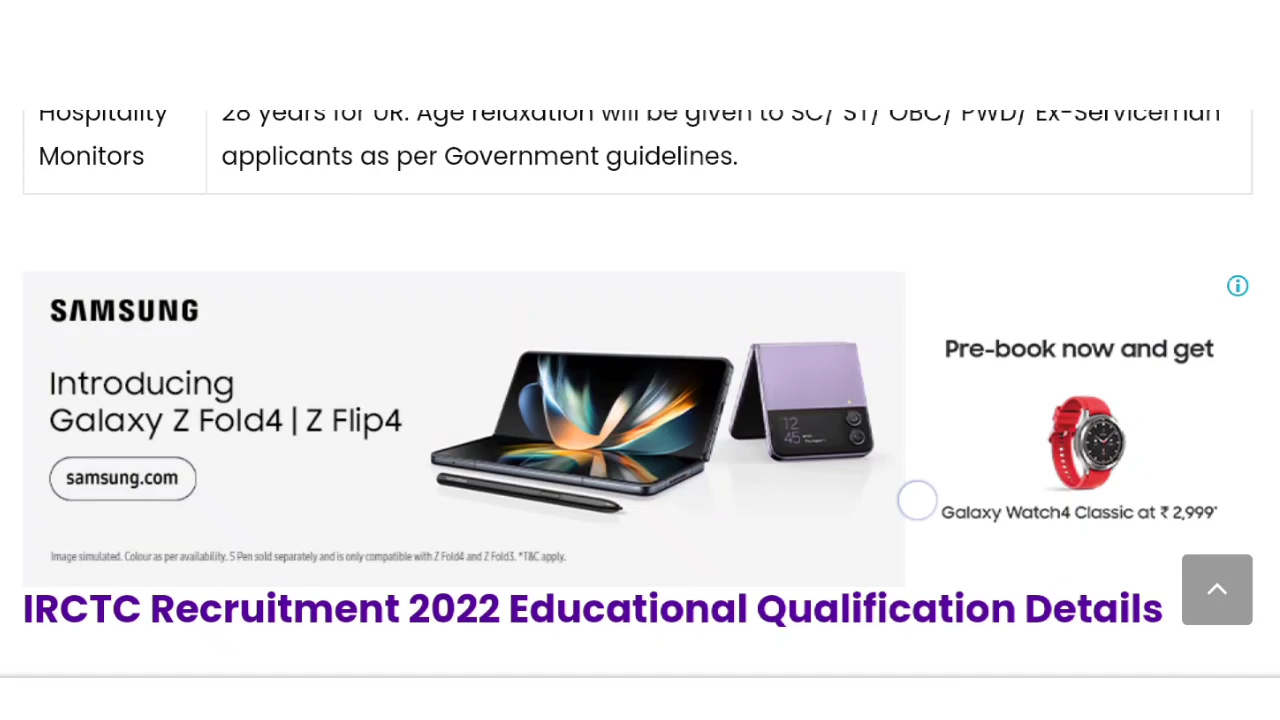 Hospitality
Monitors
28 years for UR. Age relaxation will be given to SC/ ST/ OBC/ PWD/ Ex-Serviceman
applicants as per Government guidelines.
SAMSUNG
Introducing
Galaxy Z Fold4 | Z Flip4
samsung.com
Image simulated. Colour as per availability. S Pen sold separately and is only compatible with Z Fold4 and Z Fold3. *T&C apply.
12
45
Pre-book now and get
Galaxy Watch4 Classic at ₹ 2,999*
IRCTC Recruitment 2022 Educational Qualification Details